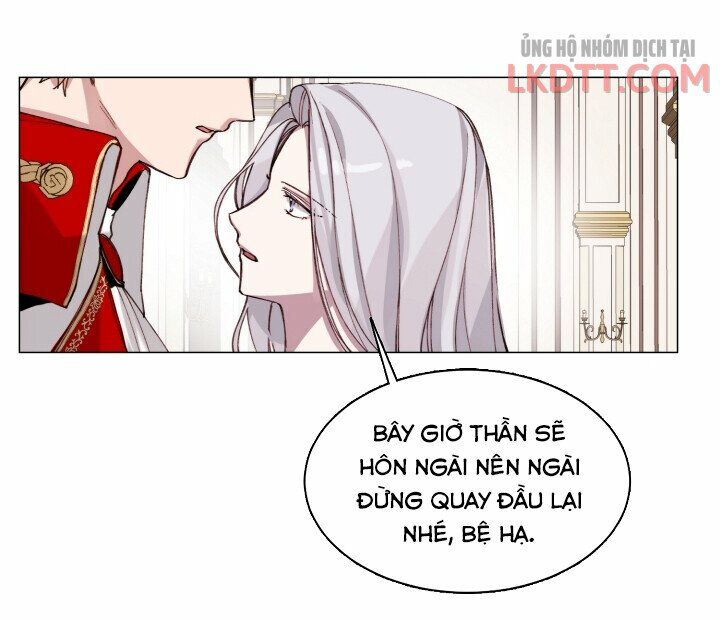 ỦNG HỘ NHÓM DỊCH TẠI
LKDTT.COM
BÂY GIỜ THẦN SẼ
HÔN NGÀI NÊN NGÀI
ĐỪNG QUAY ĐẦU LẠI
NHÉ, BỆ HẠ.